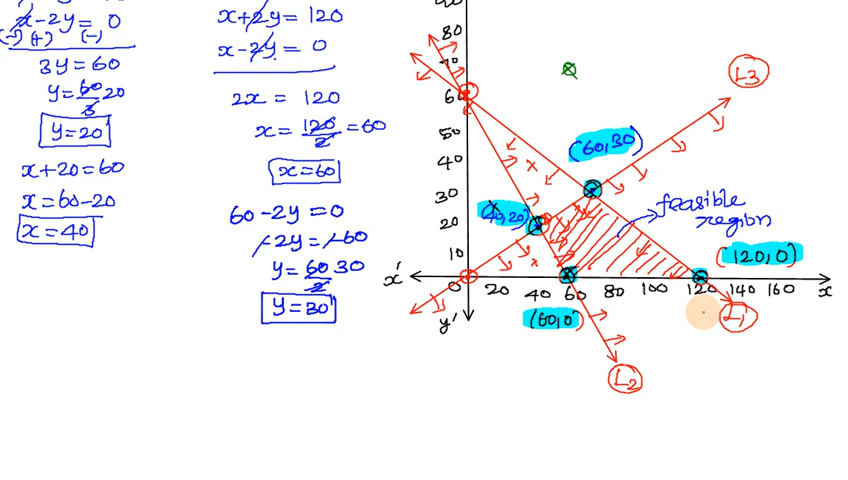 x-2y= 0
(-) (+) (-)
3y=60
y=60/3 20
y=20
x+20=60
x=60-20
x=40
x+2y=120
x-2y= 0
2x = 120
x=120/2=60
x=60
60-2y=0
-2y=-60
y=60/2 30
y=30
80
70
60
50
40
30
20
10
x'
0
20
40
60
80
100
120
140
160
x
y'
L3
(60,30)
(40,20)
feasible
region
(120,0)
(60,0)
L1
L2